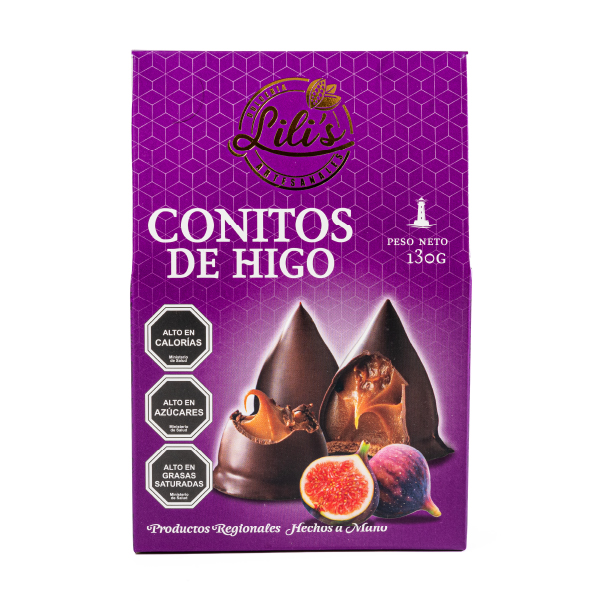 Lili's
ARTESANALES
CONITOS
DE HIGO
PESO NETO
130G
ALTO EN
CALORÍAS
Ministerio
de Salud
ALTO EN
AZÚCARES
Ministerio
de Salud
ALTO EN
GRASAS
SATURADAS
Ministerio
de Salud
Productos Regionales Hechos a Mano